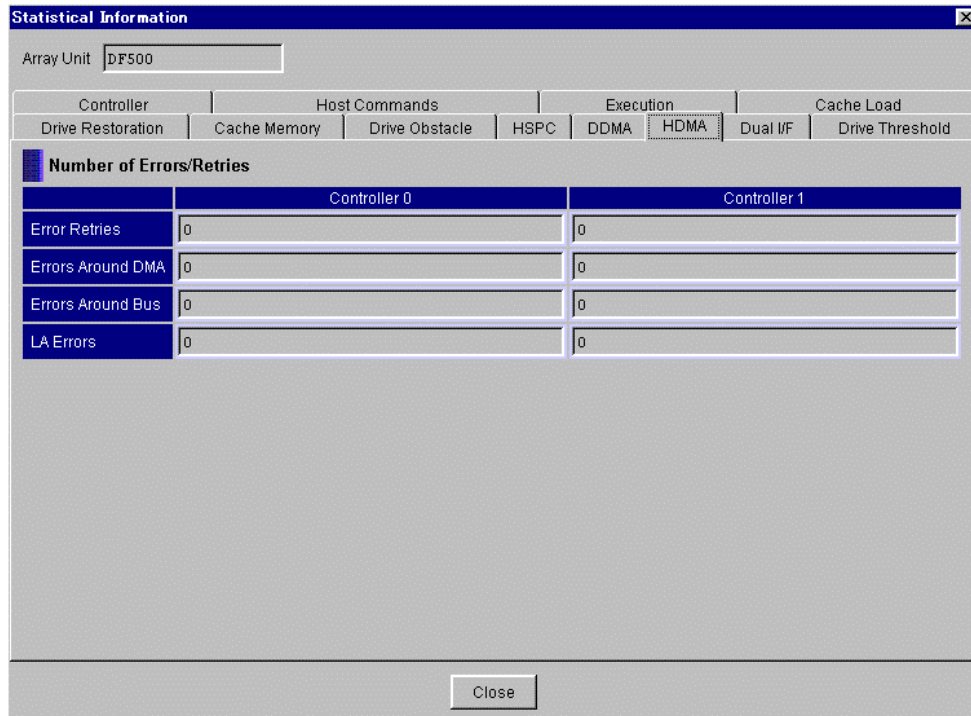 Statistical Information
Array Unit DF500
Controller Host Commands Execution Cache Load
Drive Restoration Cache Memory Drive Obstacle HSPC DDMA HDMA Dual I/F Drive Threshold
Number of Errors/Retries
Controller 0 Controller 1
Error Retries 0 0
Errors Around DMA 0 0
Errors Around Bus 0 0
LA Errors 0 0
Close